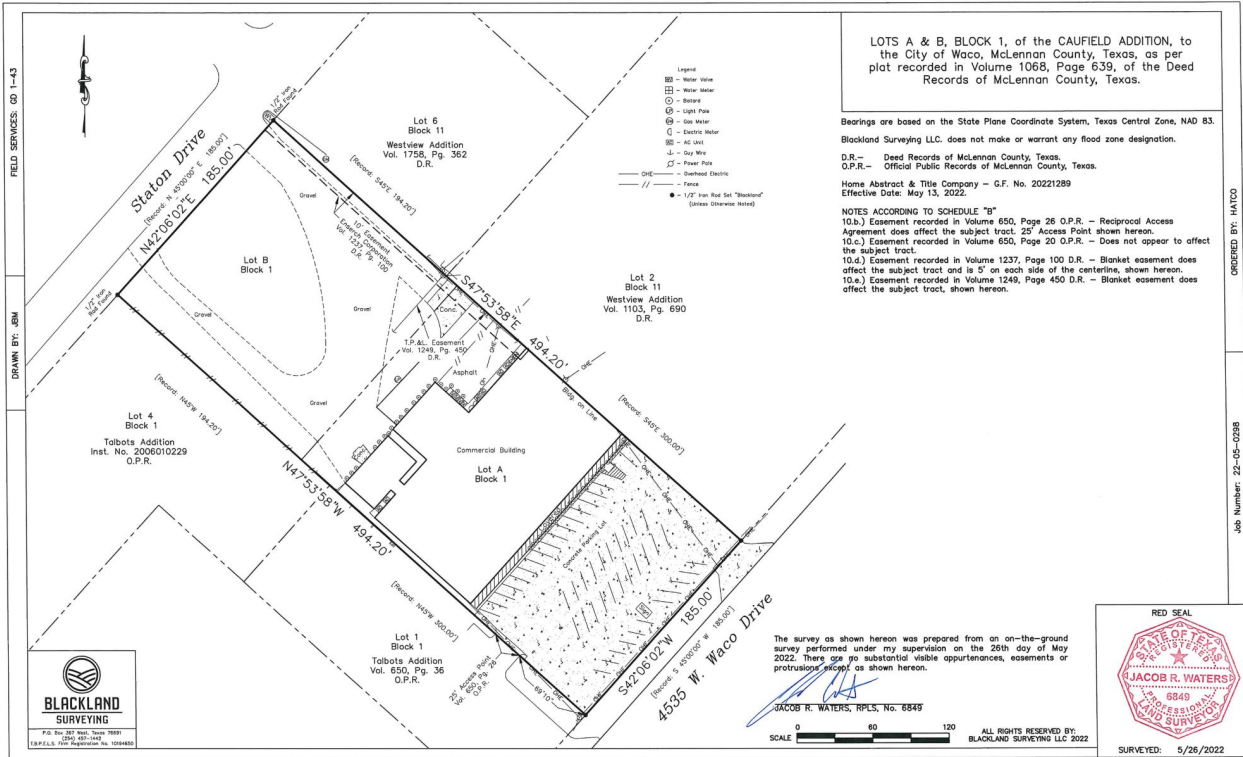 LOTS A & B, BLOCK 1, of the CAUFIELD ADDITION, to
the City of Waco, McLennan County, Texas, as per
plat recorded in Volume 1068, Page 639, of the Deed
Records of McLennan County, Texas.
Bearings are based on the State Plane Coordinate System, Texas Central Zone, NAD 83.
Blackland Surveying LLC. does not make or warrant any flood zone designation.
D.R.— Deed Records of McLennan County, Texas.
O.P.R.— Official Public Records of McLennan County, Texas.
Home Abstract & Title Company — G.F. No. 20221289
Effective Date: May 13, 2022.
NOTES ACCORDING TO SCHEDULE "B"
10.b.) Easement recorded in Volume 650, Page 26 O.P.R. — Reciprocal Access
Agreement does affect the subject tract. 25' Access Point shown hereon.
10.c.) Easement recorded in Volume 650, Page 20 O.P.R. — Does not appear to affect
the subject tract.
10.d.) Easement recorded in Volume 1237, Page 100 D.R. — Blanket easement does
affect the subject tract and is 5' on each side of the centerline, shown hereon.
10.e.) Easement recorded in Volume 1249, Page 450 D.R. — Blanket easement does
affect the subject tract, shown hereon.
FIELD SERVICES: GD 1-43
DRAWN BY: JBM
ORDERED BY: HATCO
Job Number: 22-05-0298
Legend
WV – Water Valve
– Water Meter
– Bollard
LP – Light Pole
GM – Gas Meter
– Electric Meter
AC – AC Unit
– Guy Wire
– Power Pole
OHE – Overhead Electric
// – Fence
– 1/2" Iron Rod Set "Blackland"
(Unless Otherwise Noted)
Staton Drive
[Record: N 45°00'00" E 185.00']
N42°06'02"E 185.00'
1/2" Iron
Rod Found
1/2" Iron
Rod Found
Lot 6
Block 11
Westview Addition
Vol. 1758, Pg. 362
D.R.
[Record: S45°E 194.20']
Gravel
10' Easement
Enserch Corporation
Vol. 1237, Pg. 100
D.R.
Lot B
Block 1
Gravel
Gravel
Gravel
S47°53'58"E 494.20'
Lot 2
Block 11
Westview Addition
Vol. 1103, Pg. 690
D.R.
Conc.
T.P.&L. Easement
Vol. 1249, Pg. 450
D.R.
OHE
OHE
Asphalt
Bldg. on Line
[Record: S45°E 300.00']
[Record: N45°W 194.20']
Lot 4
Block 1
Talbots Addition
Inst. No. 2006010229
O.P.R.
Conc.
Commercial Building
Lot A
Block 1
N47°53'58"W 494.20'
OHE
OHE
OHE
Concrete Parking Lot
Sign
[Record: N45°W 300.00']
Lot 1
Block 1
Talbots Addition
Vol. 650, Pg. 36
O.P.R.
25' Access Point
Vol. 650, Pg. 26
O.P.R.
69'10"
S42°06'02"W 185.00'
[Record: S 45°00'00" W 185.00']
4535 W. Waco Drive
The survey as shown hereon was prepared from an on-the-ground
survey performed under my supervision on the 26th day of May
2022. There are no substantial visible appurtenances, easements or
protrusions except as shown hereon.
JACOB R. WATERS, RPLS, No. 6849
SCALE 0 60 120
ALL RIGHTS RESERVED BY:
BLACKLAND SURVEYING LLC 2022
BLACKLAND
SURVEYING
P.O. Box 367 West, Texas 76691
(254) 457-1442
T.B.P.E.L.S. Firm Registration No. 10194650
RED SEAL
STATE OF TEXAS
REGISTERED
JACOB R. WATERS
6849
PROFESSIONAL
LAND SURVEYOR
SURVEYED: 5/26/2022